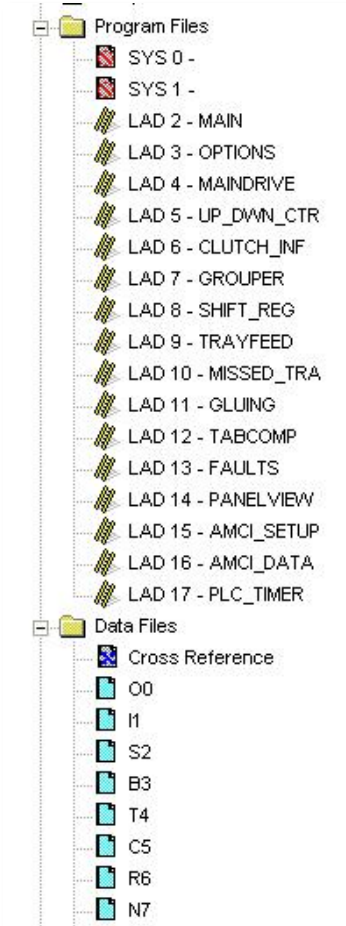 Program Files
SYS 0 -
SYS 1 -
LAD 2 - MAIN
LAD 3 - OPTIONS
LAD 4 - MAINDRIVE
LAD 5 - UP_DWN_CTR
LAD 6 - CLUTCH_INF
LAD 7 - GROUPER
LAD 8 - SHIFT_REG
LAD 9 - TRAYFEED
LAD 10 - MISSED_TRA
LAD 11 - GLUING
LAD 12 - TABCOMP
LAD 13 - FAULTS
LAD 14 - PANELVIEW
LAD 15 - AMCI_SETUP
LAD 16 - AMCI_DATA
LAD 17 - PLC_TIMER
Data Files
Cross Reference
O0
I1
S2
B3
T4
C5
R6
N7